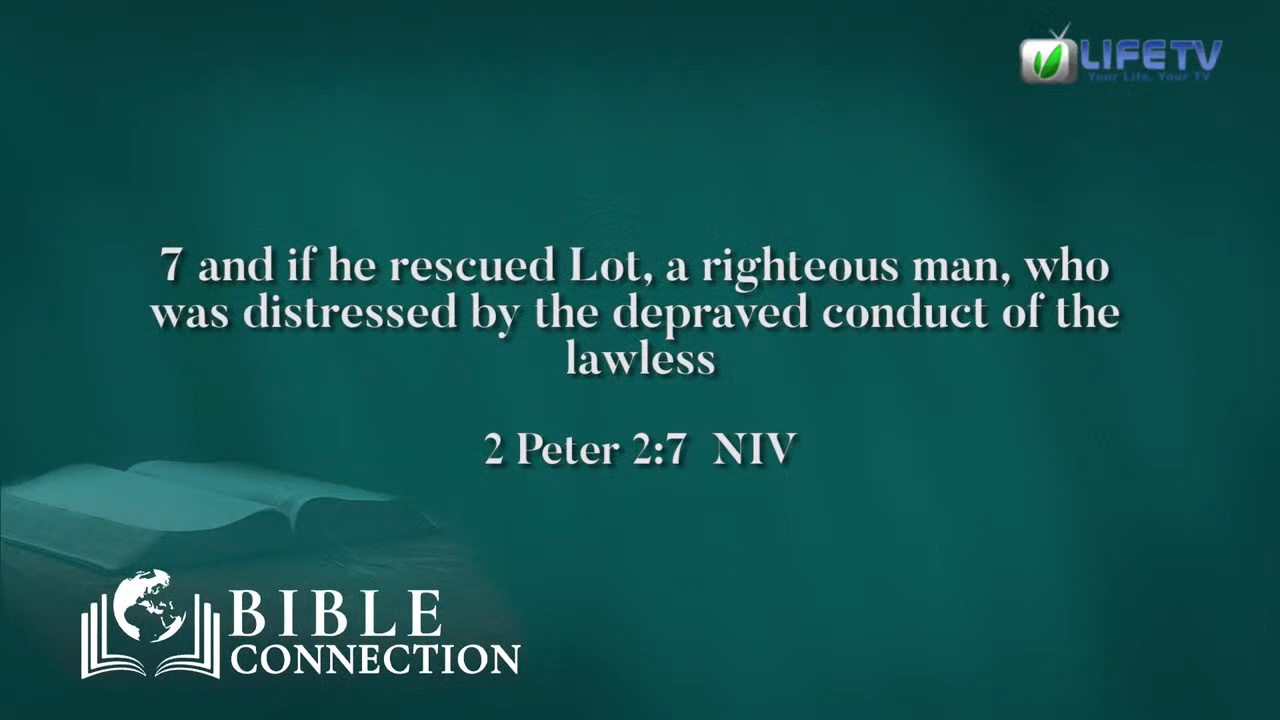 LIFETV
Your Life, Your TV
7 and if he rescued Lot, a righteous man, who
was distressed by the depraved conduct of the
lawless
2 Peter 2:7 NIV
BIBLE
CONNECTION